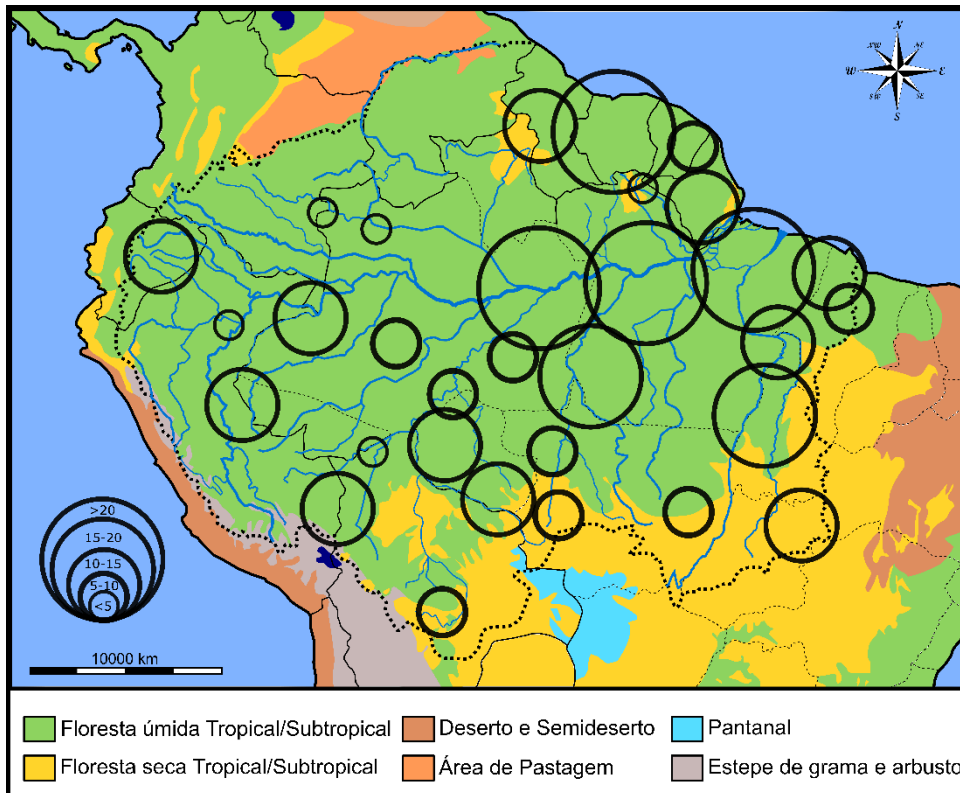 N
NW
NE
W
E
SW
SE
S
>20
15-20
10-15
5-10
<5
10000 km
Floresta úmida Tropical/Subtropical
Deserto e Semideserto
Pantanal
Floresta seca Tropical/Subtropical
Área de Pastagem
Estepe de grama e arbusto